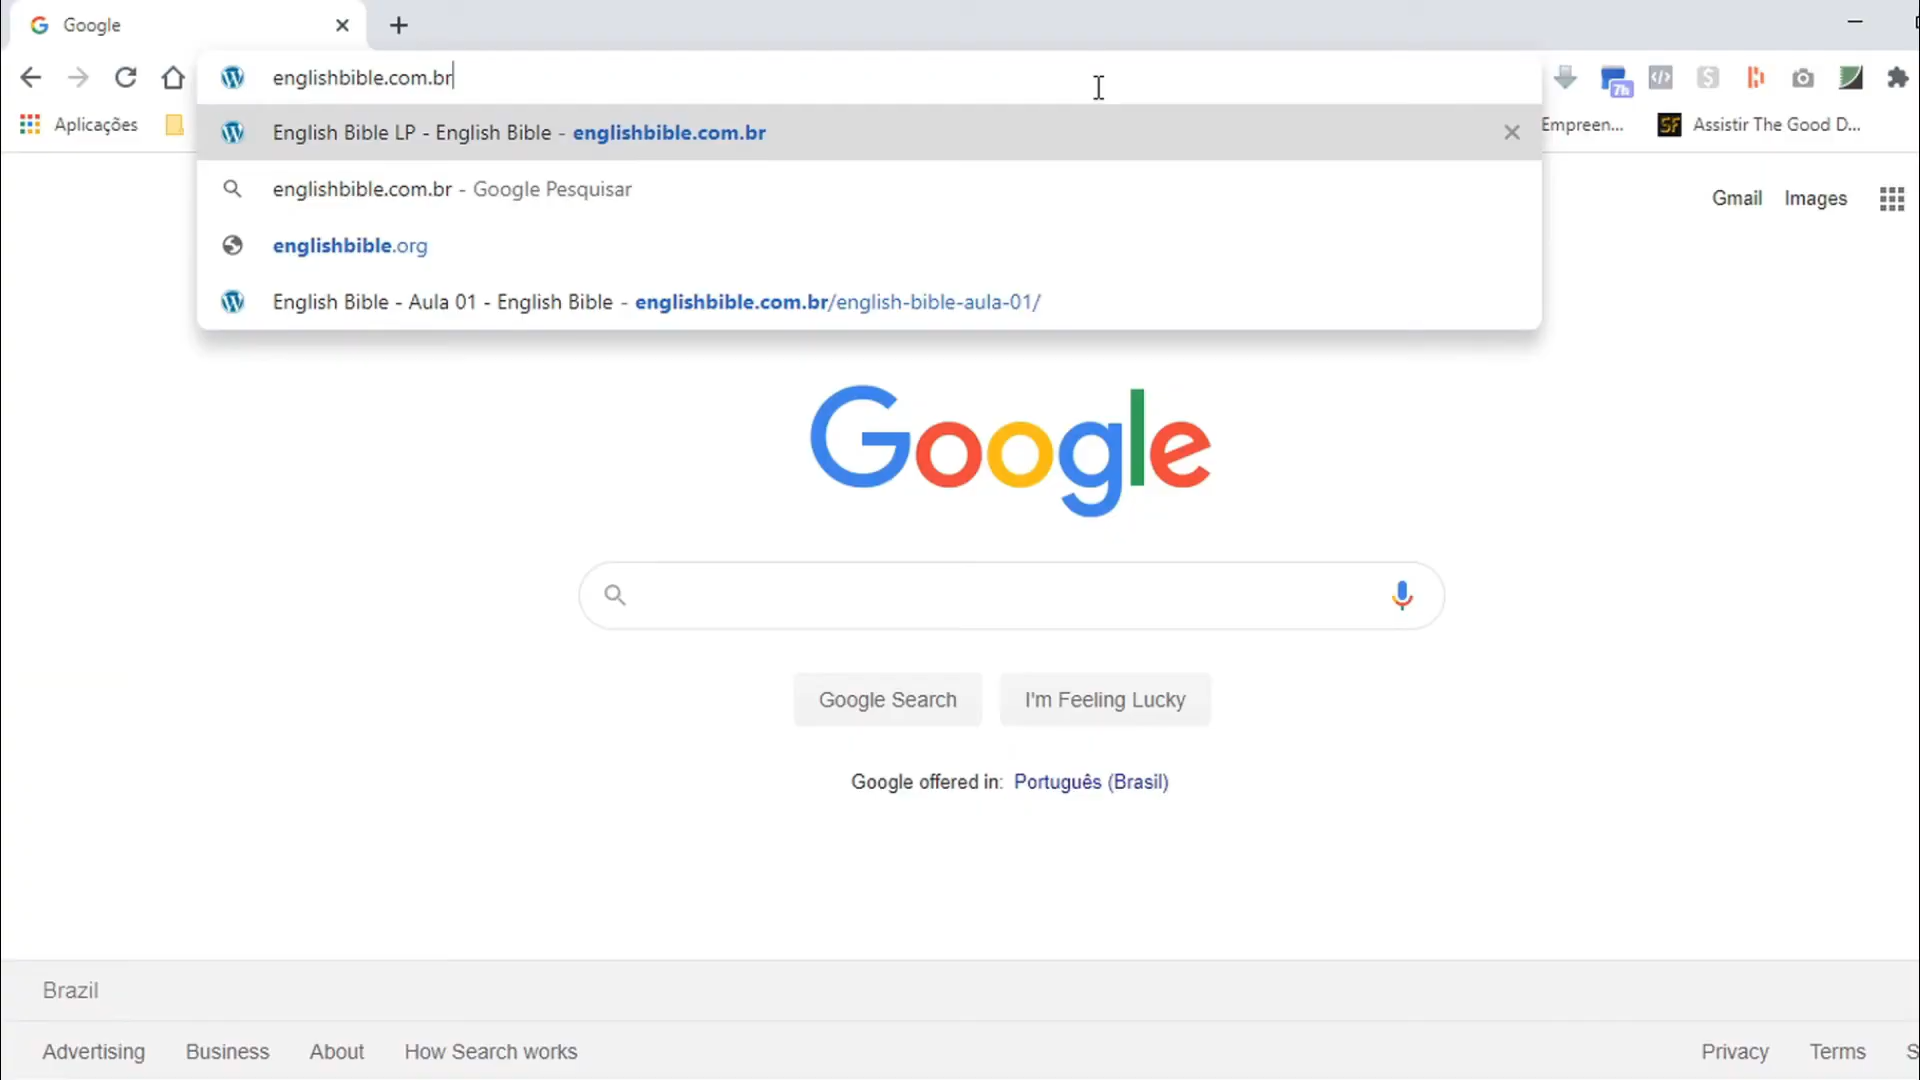 Google
englishbible.com.br
English Bible LP - English Bible - englishbible.com.br
englishbible.com.br - Google Pesquisar
englishbible.org
English Bible - Aula 01 - English Bible - englishbible.com.br/english-bible-aula-01/
7h
Aplicações
Empreen...
SF Assistir The Good D...
Gmail Images
Google
Google Search I'm Feeling Lucky
Google offered in: Português (Brasil)
Brazil
Advertising Business About How Search works Privacy Terms S